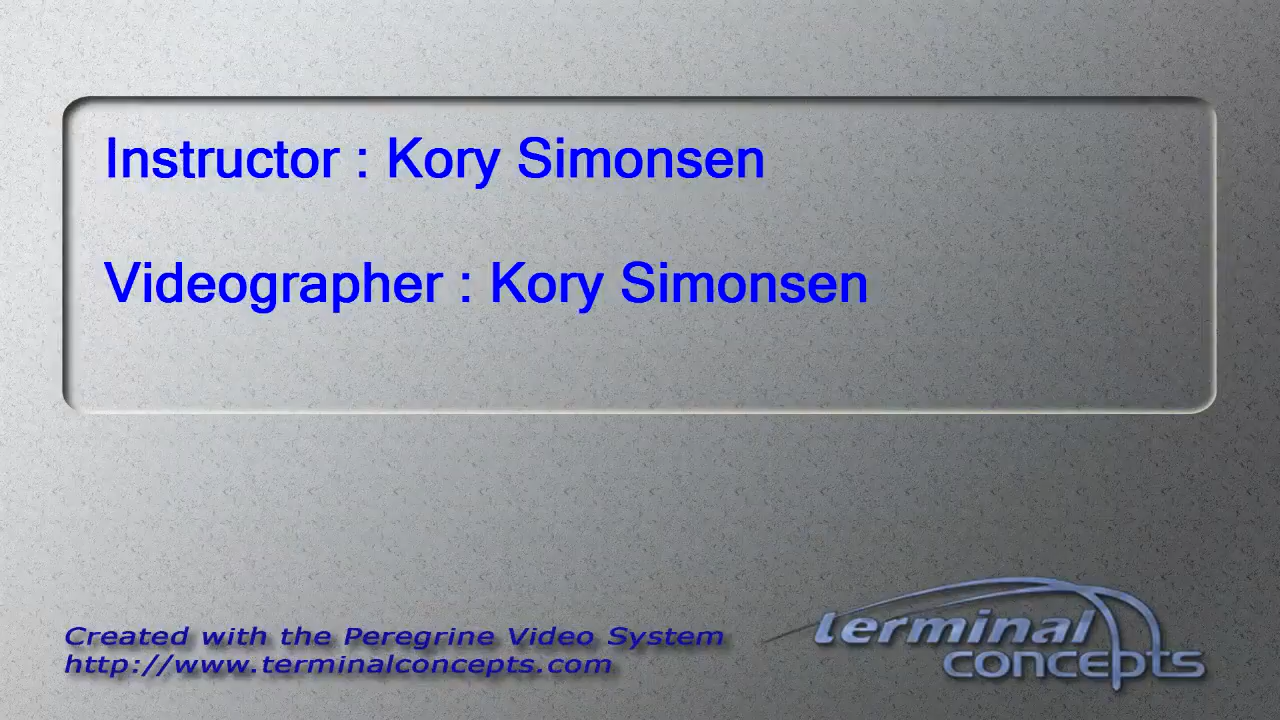 Instructor : Kory Simonsen
Videographer : Kory Simonsen
Created with the Peregrine Video System
http://www.terminalconcepts.com
terminal
concepts